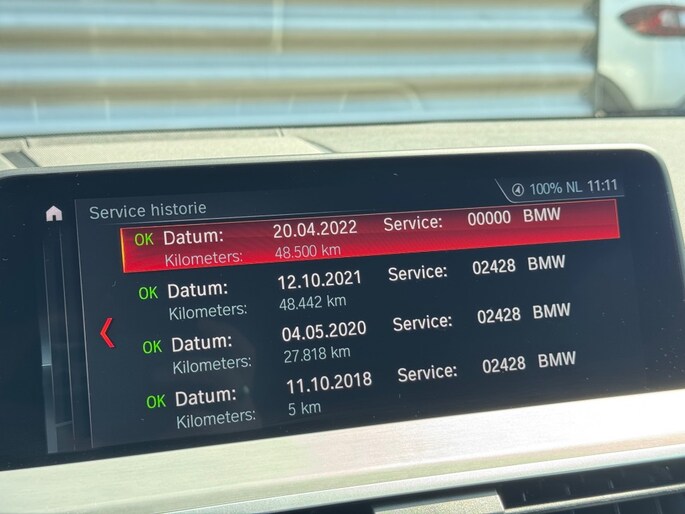 Service historie 100% NL 11:11
OK Datum: 20.04.2022 Service: 00000 BMW
Kilometers: 48.500 km
OK Datum: 12.10.2021 Service: 02428 BMW
Kilometers: 48.442 km
OK Datum: 04.05.2020 Service: 02428 BMW
Kilometers: 27.818 km
OK Datum: 11.10.2018 Service: 02428 BMW
Kilometers: 5 km